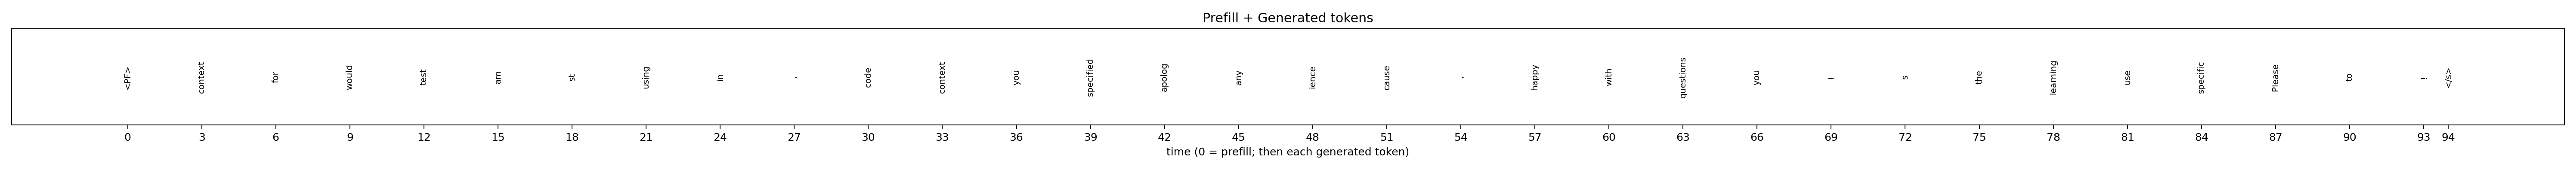 Prefill + Generated tokens
<PF> context for would test am st using in , code context you specified apolog any ience cause , happy with questions you ! s the learning use specific Please to ! </s>
0 3 6 9 12 15 18 21 24 27 30 33 36 39 42 45 48 51 54 57 60 63 66 69 72 75 78 81 84 87 90 93 94
time (0 = prefill; then each generated token)